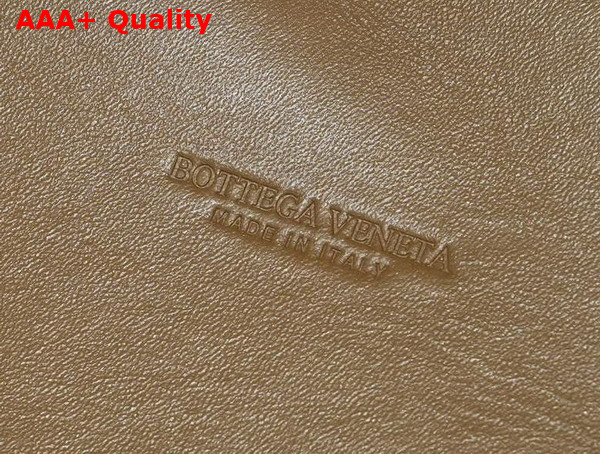 AAA+ Quality
BOTTEGA VENETA
MADE IN ITALY